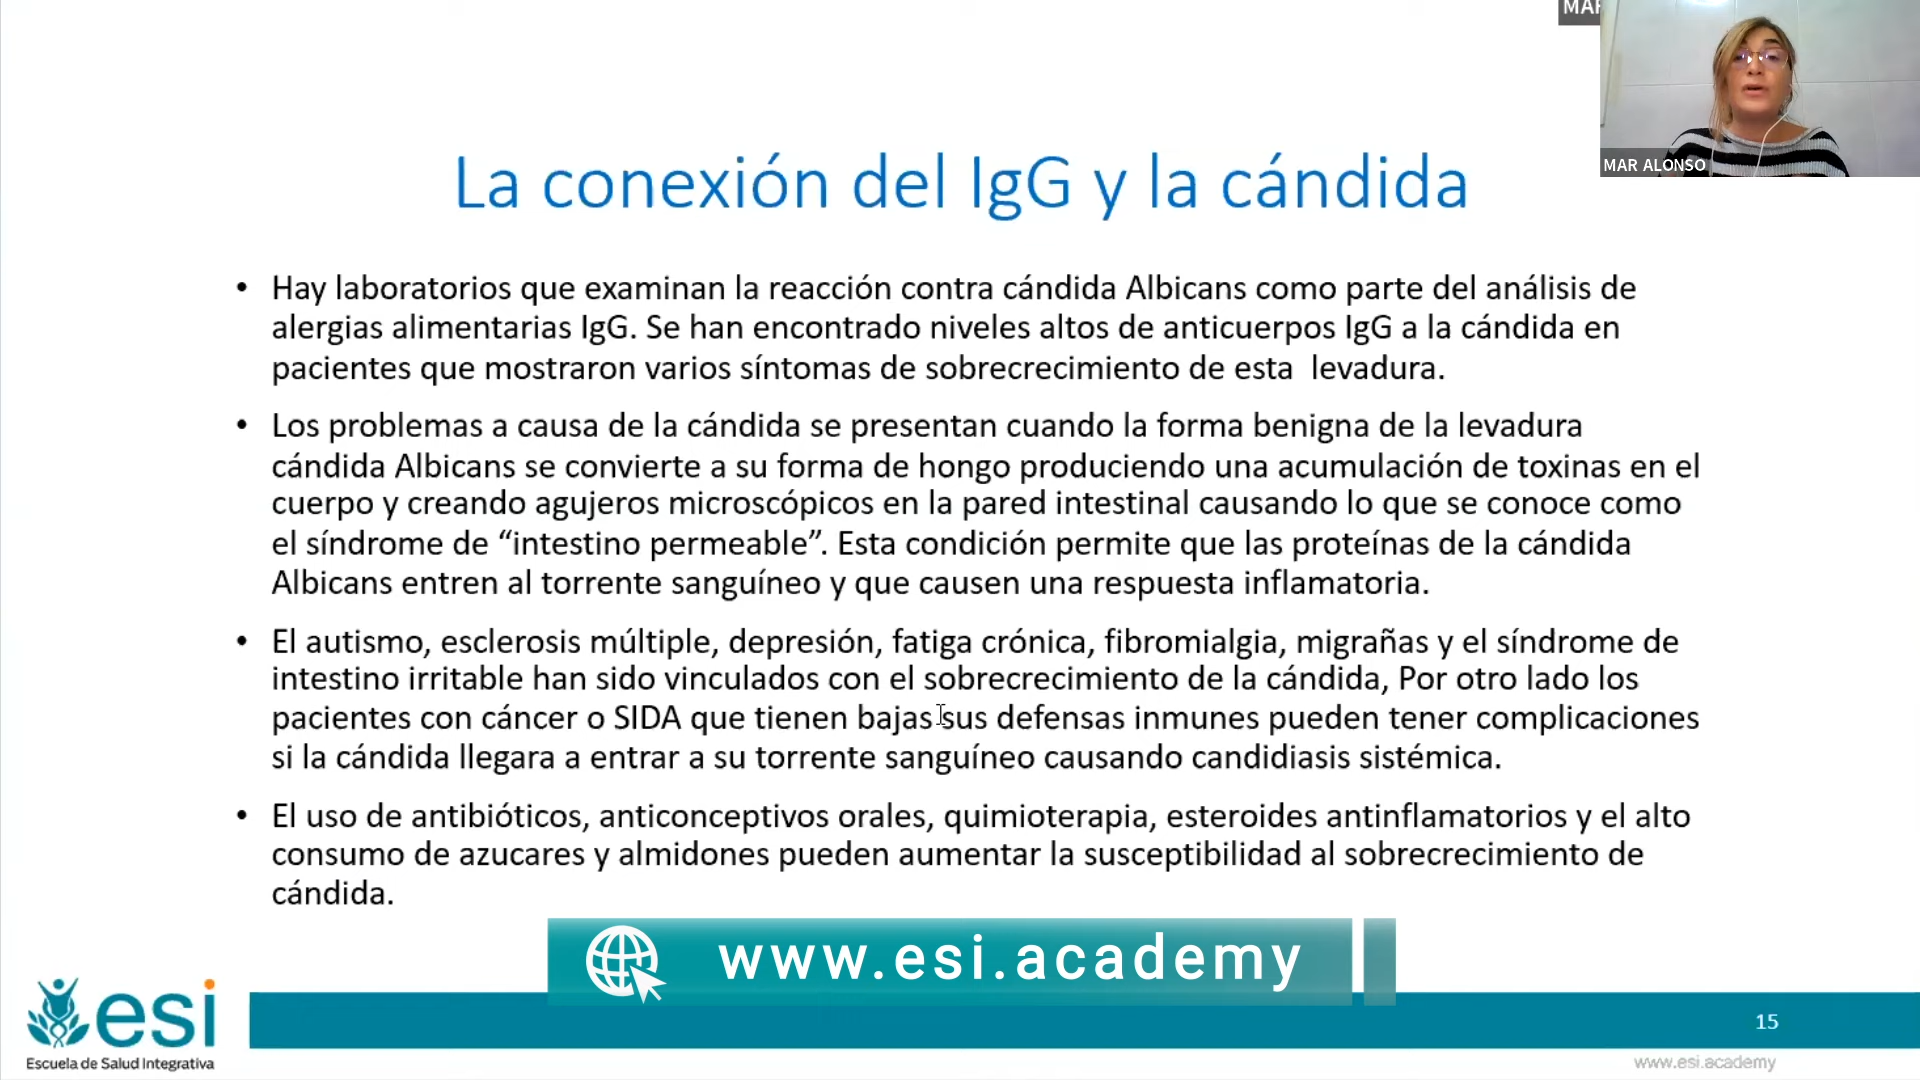 MAR ALONSO
La conexión del IgG y la cándida
• Hay laboratorios que examinan la reacción contra cándida Albicans como parte del análisis de
alergias alimentarias IgG. Se han encontrado niveles altos de anticuerpos IgG a la cándida en
pacientes que mostraron varios síntomas de sobrecrecimiento de esta  levadura.
• Los problemas a causa de la cándida se presentan cuando la forma benigna de la levadura
cándida Albicans se convierte a su forma de hongo produciendo una acumulación de toxinas en el
cuerpo y creando agujeros microscópicos en la pared intestinal causando lo que se conoce como
el síndrome de “intestino permeable”. Esta condición permite que las proteínas de la cándida
Albicans entren al torrente sanguíneo y que causen una respuesta inflamatoria.
• El autismo, esclerosis múltiple, depresión, fatiga crónica, fibromialgia, migrañas y el síndrome de
intestino irritable han sido vinculados con el sobrecrecimiento de la cándida, Por otro lado los
pacientes con cáncer o SIDA que tienen bajas sus defensas inmunes pueden tener complicaciones
si la cándida llegara a entrar a su torrente sanguíneo causando candidiasis sistémica.
• El uso de antibióticos, anticonceptivos orales, quimioterapia, esteroides antinflamatorios y el alto
consumo de azucares y almidones pueden aumentar la susceptibilidad al sobrecrecimiento de
cándida.
www.esi.academy
esi
Escuela de Salud Integrativa
15
www.esi.academy